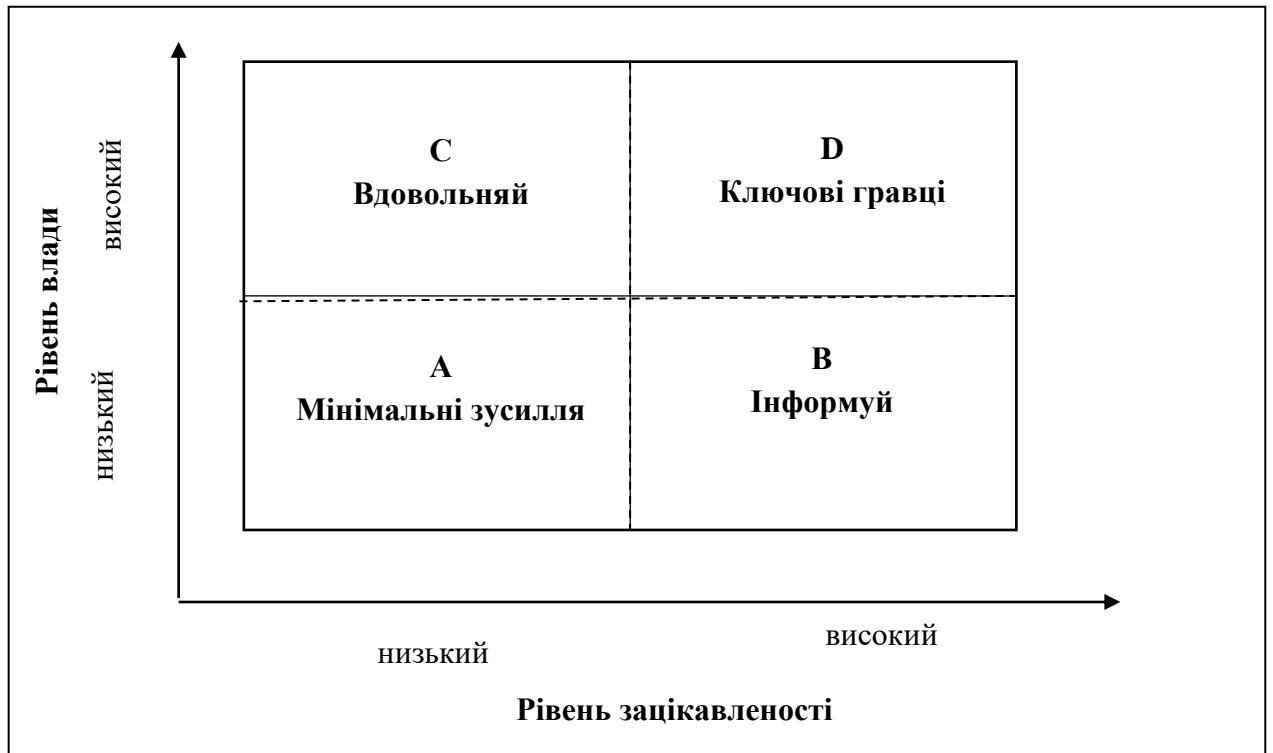 Рівень влади
високий
низький
C
Вдовольняй
D
Ключові гравці
A
Мінімальні зусилля
B
Інформуй
низький
високий
Рівень зацікавленості